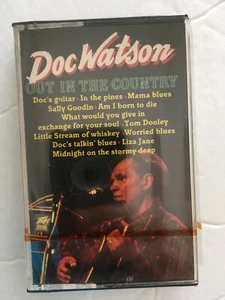 Doc Watson
OUT IN THE COUNTRY
Doc's guitar · In the pines · Mama blues
Sally Goodin · Am I born to die
What would you give in
exchange for your soul · Tom Dooley
Little Stream of whiskey · Worried blues
Doc's talkin' blues · Liza Jane
Midnight on the stormy deep